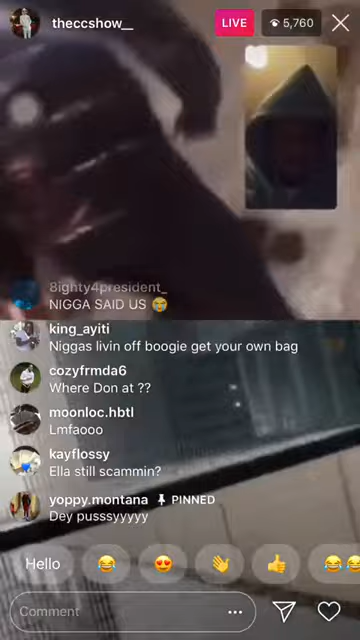 theccshow__
LIVE
5,760
8ighty4president_
NIGGA SAID US 😭
king_ayiti
Niggas livin off boogie get your own bag
cozyfrmda6
Where Don at ??
moonloc.hbtl
Lmfaooo
kayflossy
Ella still scammin?
yoppy.montana PINNED
Dey pusssyyyyy
Hello 😂 😍 👋 👍 😂😂
Comment